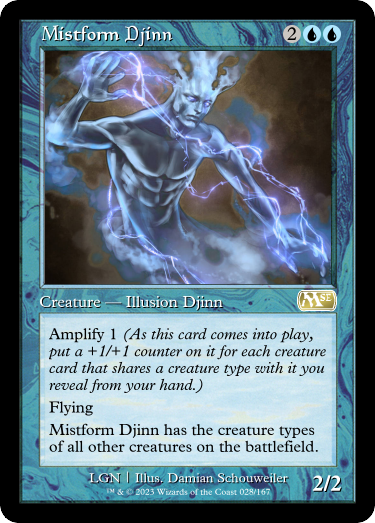 Mistform Djinn 2
Creature — Illusion Djinn
MSE
Amplify 1 (As this card comes into play,
put a +1/+1 counter on it for each creature
card that shares a creature type with it you
reveal from your hand.)
Flying
Mistform Djinn has the creature types
of all other creatures on the battlefield.
LGN | Illus. Damian Schouweiler
™ & © 2023 Wizards of the Coast 028/167
2/2